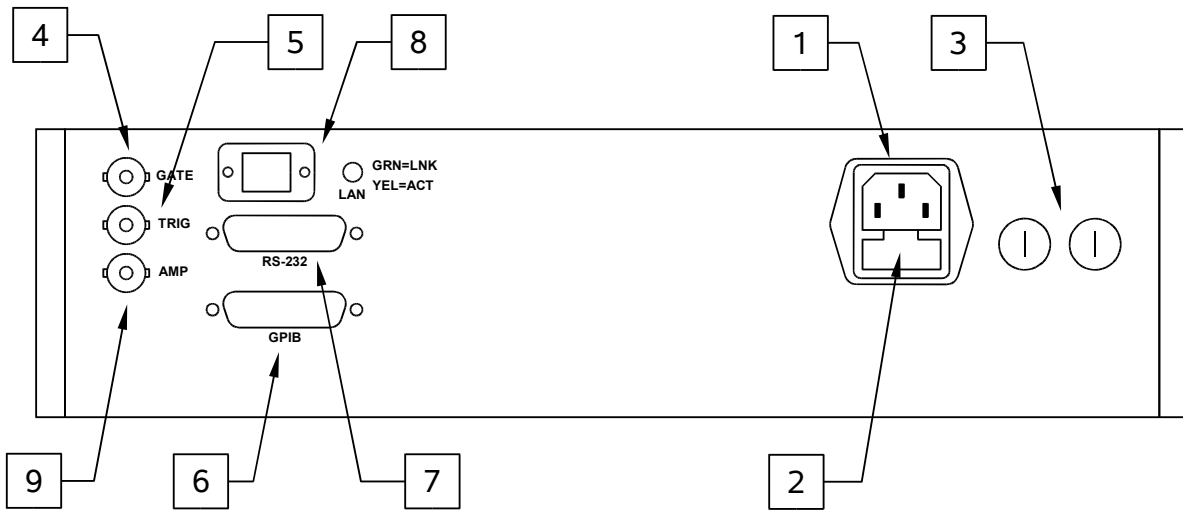 4
5
8
1
3
GATE
GRN=LNK
YEL=ACT
LAN
TRIG
RS-232
AMP
GPIB
9
6
7
2